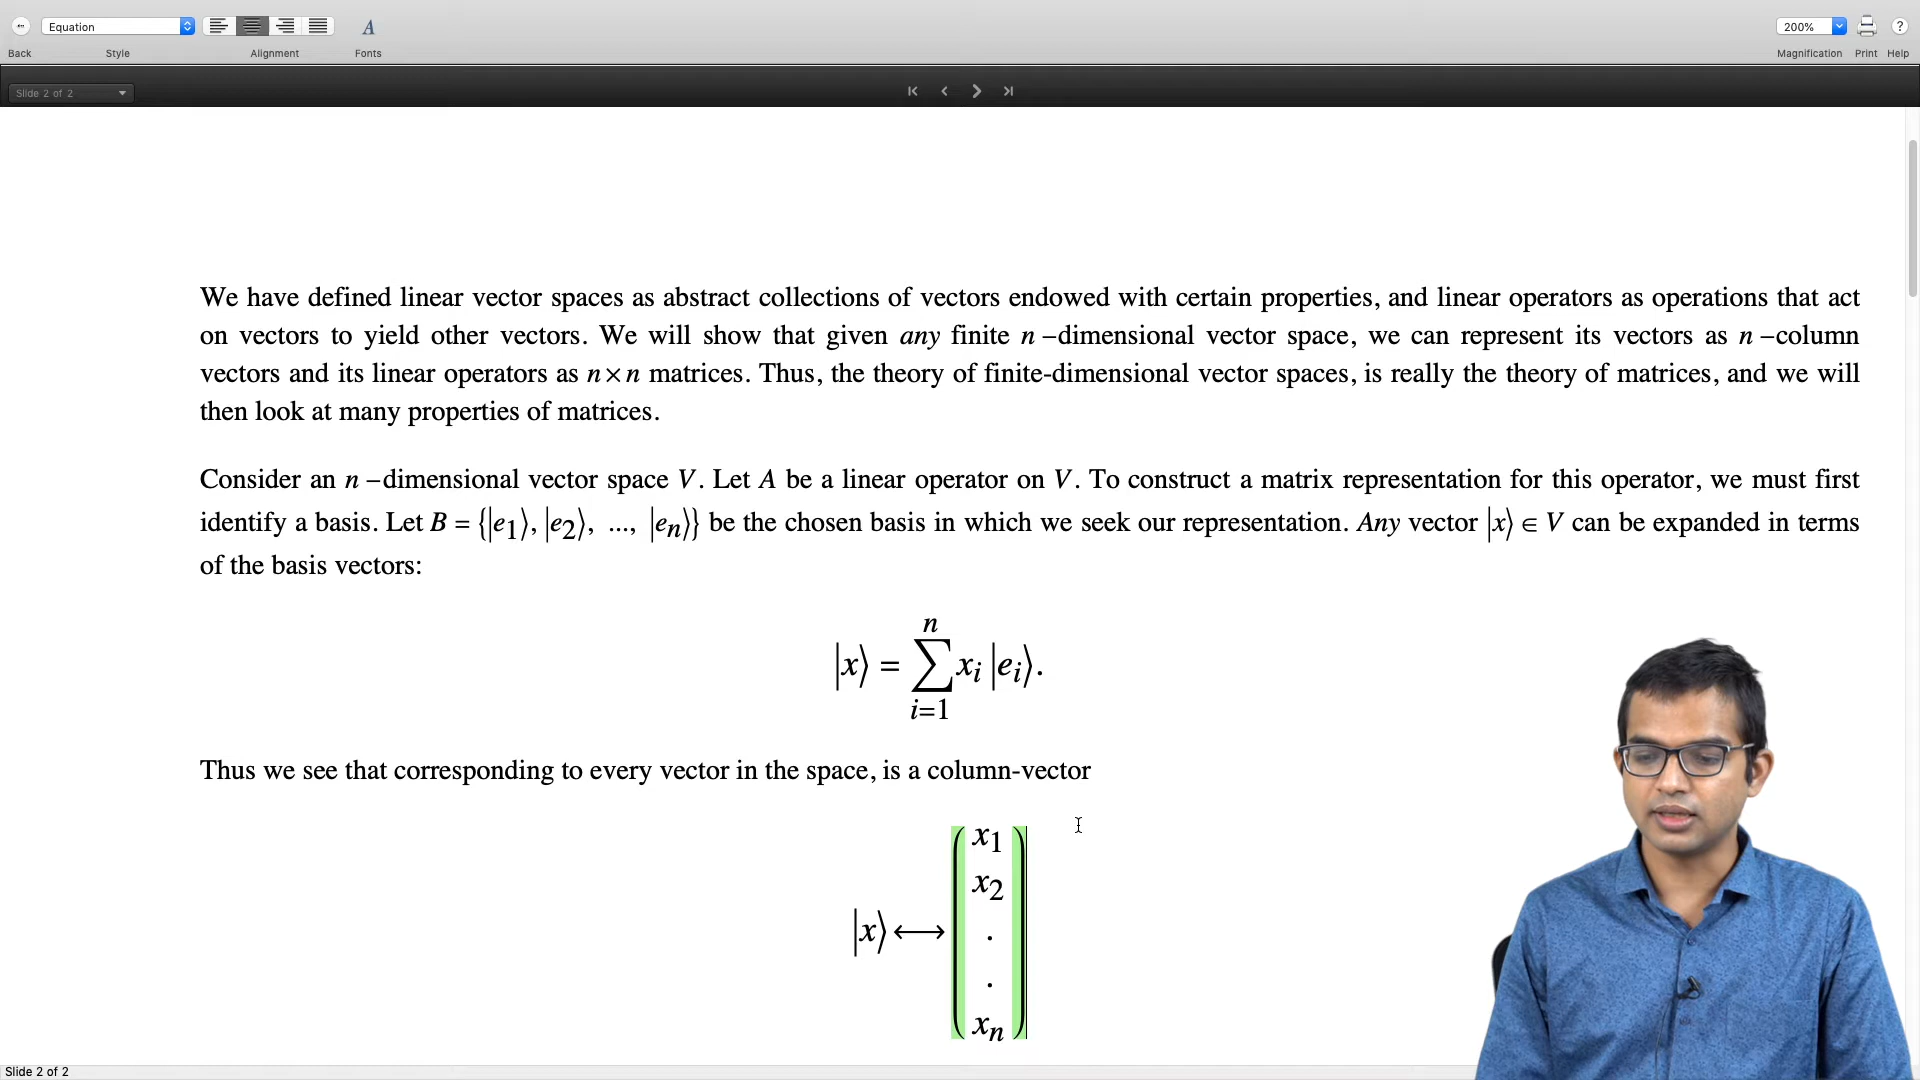 Equation
200%
Back Style Alignment Fonts Magnification Print Help
Slide 2 of 2
We have defined linear vector spaces as abstract collections of vectors endowed with certain properties, and linear operators as operations that act
on vectors to yield other vectors. We will show that given any finite n −dimensional vector space, we can represent its vectors as n −column
vectors and its linear operators as n × n matrices. Thus, the theory of finite-dimensional vector spaces, is really the theory of matrices, and we will
then look at many properties of matrices.
Consider an n −dimensional vector space V. Let A be a linear operator on V. To construct a matrix representation for this operator, we must first
identify a basis. Let B = {|e1⟩, |e2⟩, ..., |en⟩} be the chosen basis in which we seek our representation. Any vector |x⟩ ∈ V can be expanded in terms
of the basis vectors:
n
|x⟩ = ∑ xi |ei⟩.
i=1
Thus we see that corresponding to every vector in the space, is a column-vector
x1
x2
.
|x⟩ ⟷ ( )
.
xn
Slide 2 of 2